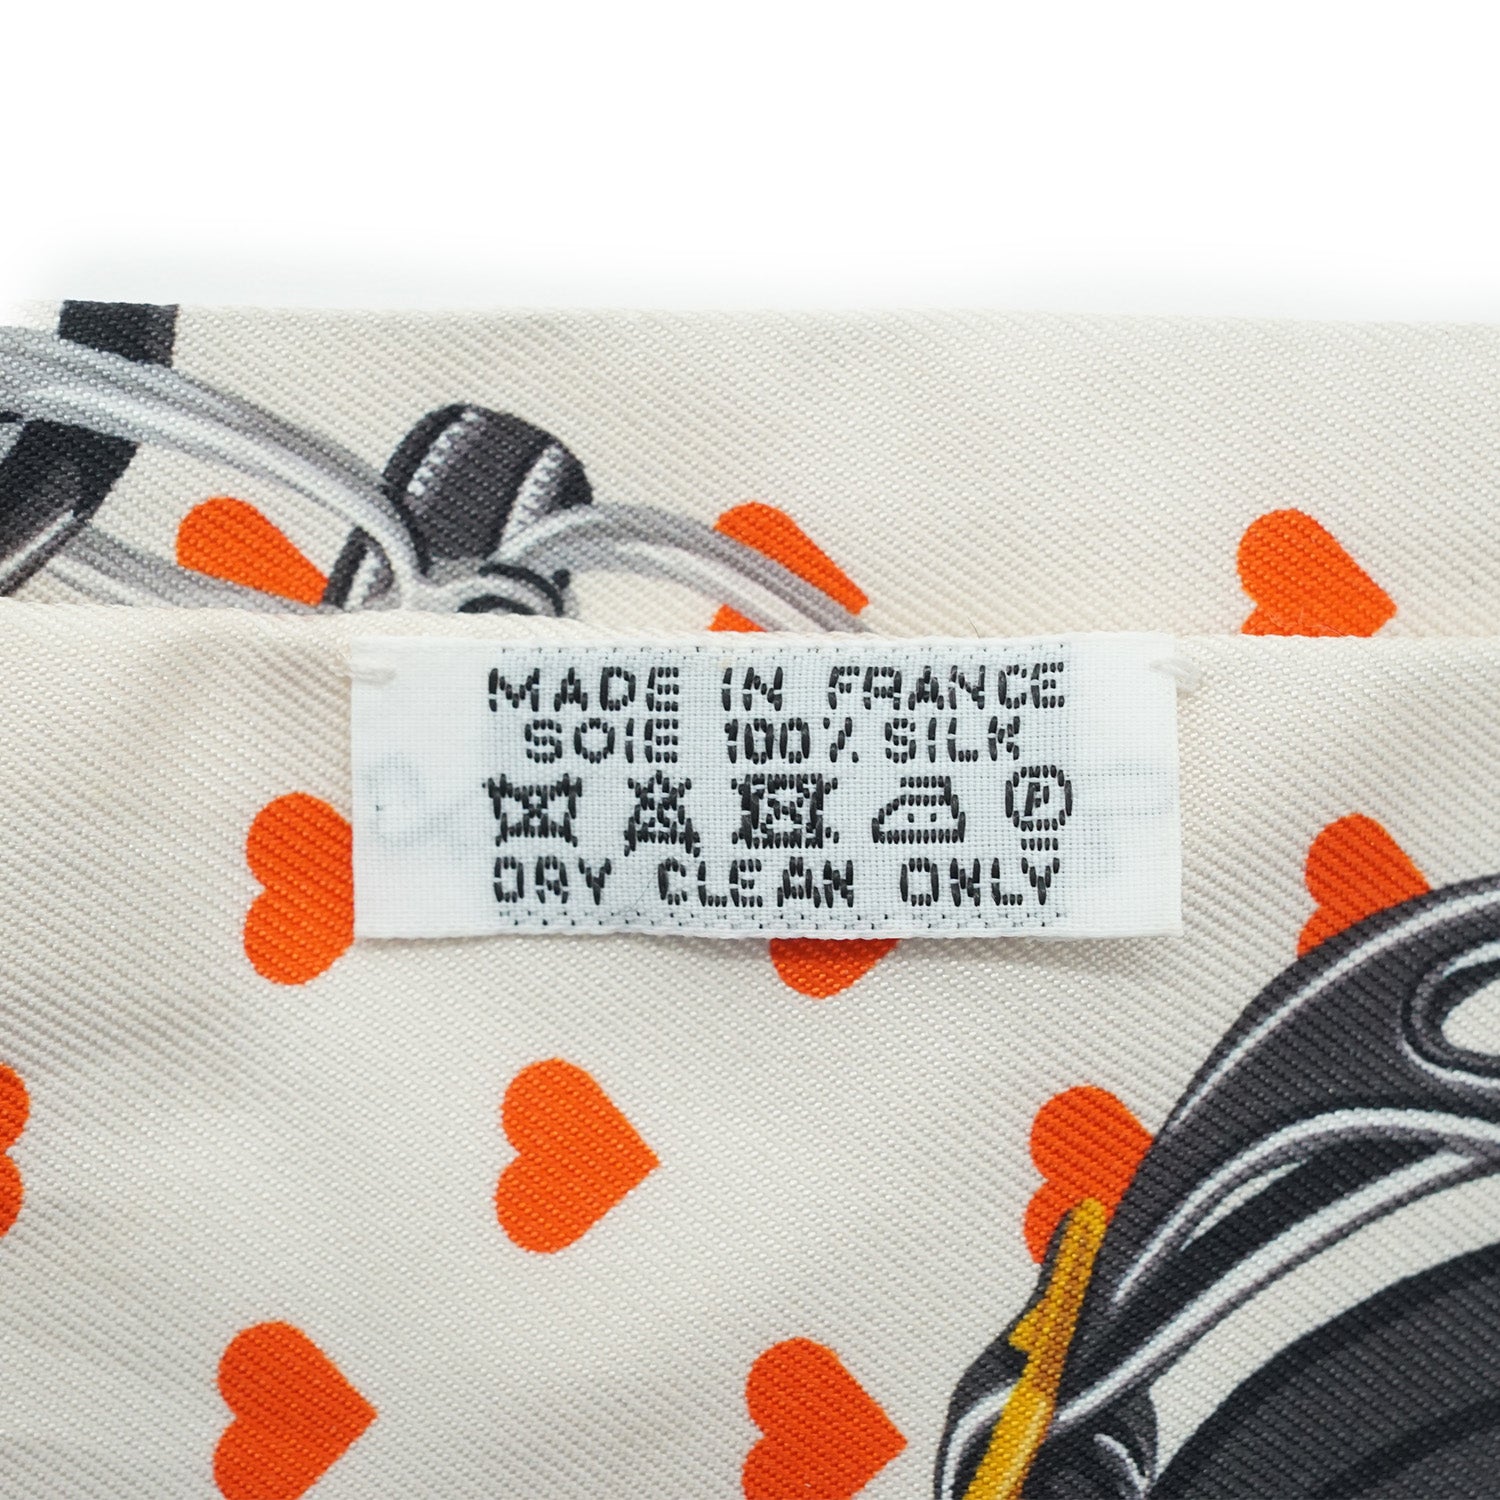 MADE IN FRANCE
SOIE 100% SILK
P
DRY CLEAN ONLY